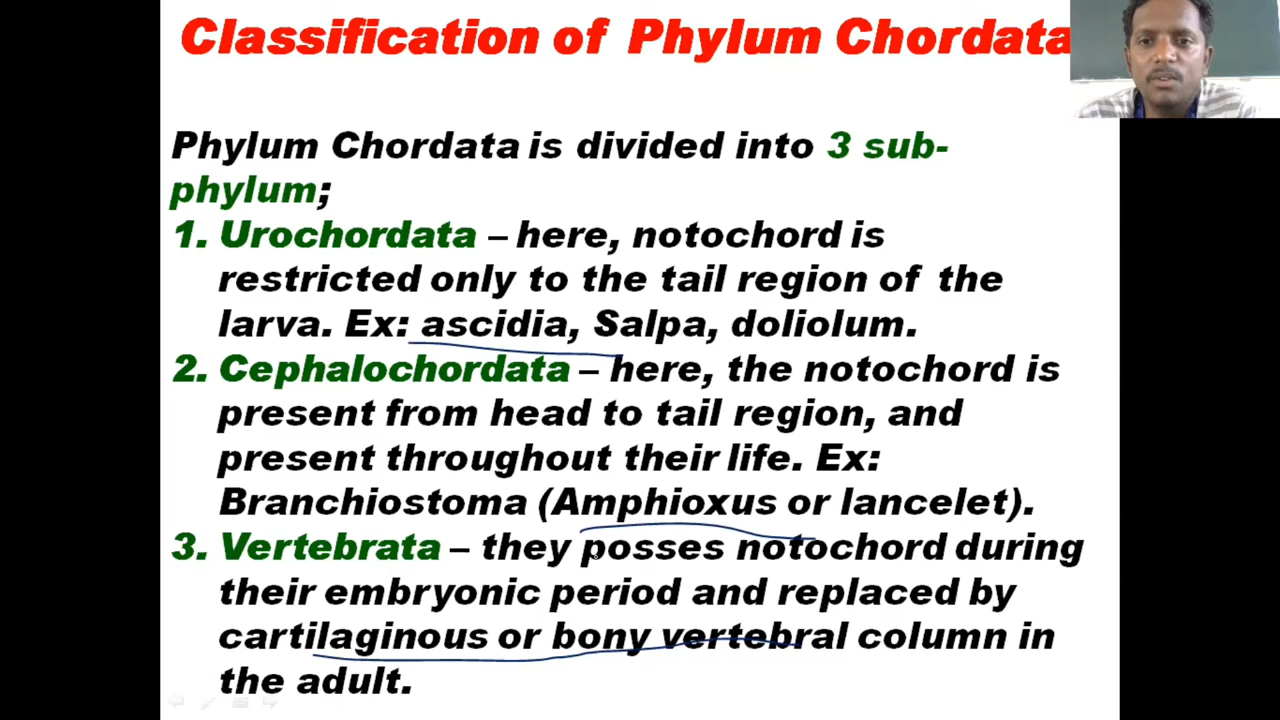 Classification of Phylum Chordata
Phylum Chordata is divided into 3 sub-
phylum;
1. Urochordata – here, notochord is
restricted only to the tail region of the
larva. Ex: ascidia, Salpa, doliolum.
2. Cephalochordata – here, the notochord is
present from head to tail region, and
present throughout their life. Ex:
Branchiostoma (Amphioxus or lancelet).
3. Vertebrata – they posses notochord during
their embryonic period and replaced by
cartilaginous or bony vertebral column in
the adult.